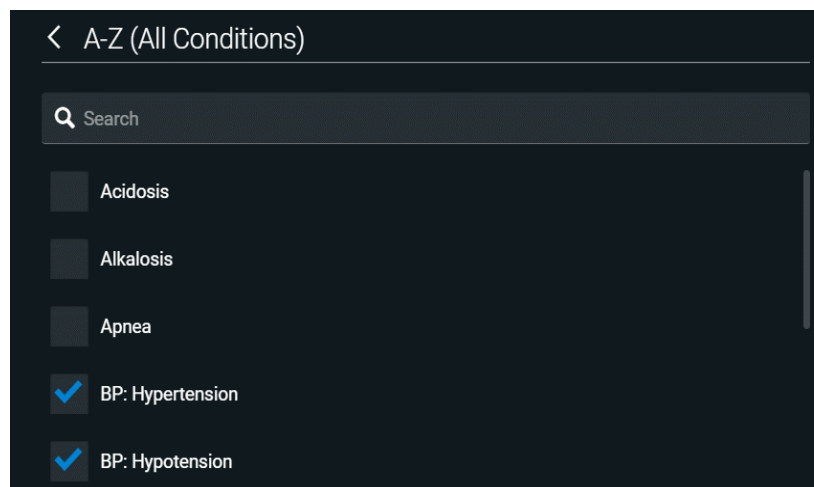 A-Z (All Conditions)
Search
Acidosis
Alkalosis
Apnea
BP: Hypertension
BP: Hypotension